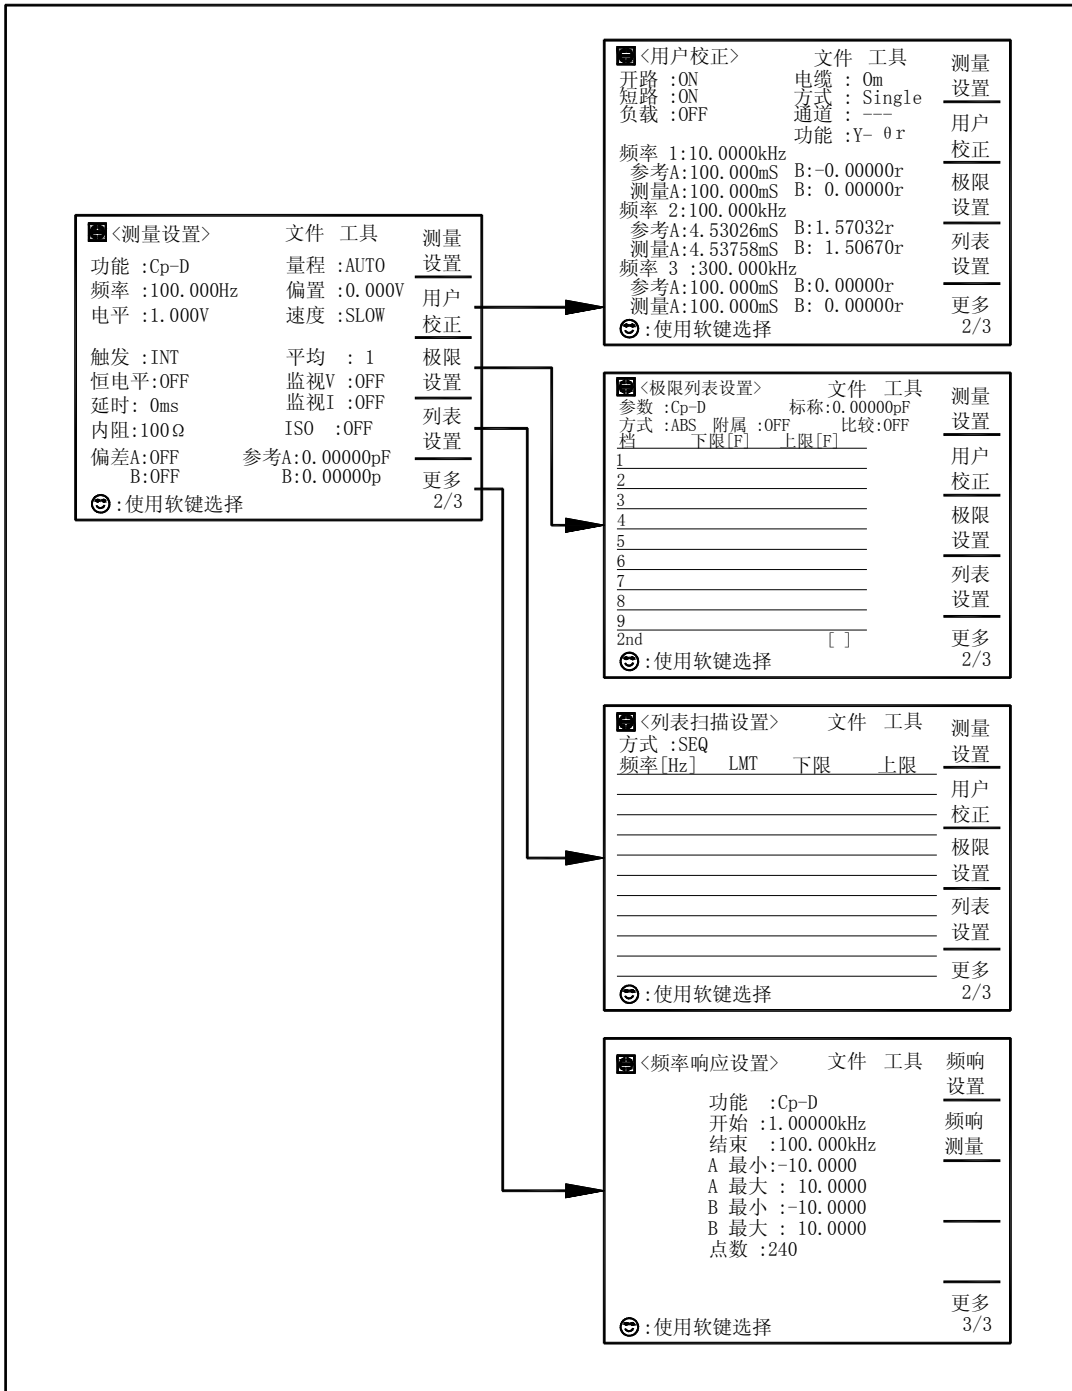 <测量设置> 文件 工具
功能 :Cp-D 量程 :AUTO
频率 :100.000Hz 偏置 :0.000V
电平 :1.000V 速度 :SLOW
触发 :INT 平均 : 1
恒电平:OFF 监视V :OFF
延时: 0ms 监视I :OFF
内阻:100Ω ISO :OFF
偏差A:OFF 参考A:0.00000pF
B:OFF B:0.00000p
:使用软键选择
测量
设置
用户
校正
极限
设置
列表
设置
更多
2/3
<用户校正> 文件 工具
开路 :ON 电缆 : 0m
短路 :ON 方式 : Single
负载 :OFF 通道 : ---
功能 :Y- θr
频率 1:10.0000kHz
参考A:100.000mS B:-0.00000r
测量A:100.000mS B: 0.00000r
频率 2:100.000kHz
参考A:4.53026mS B:1.57032r
测量A:4.53758mS B: 1.50670r
频率 3 :300.000kHz
参考A:100.000mS B:0.00000r
测量A:100.000mS B: 0.00000r
:使用软键选择
测量
设置
用户
校正
极限
设置
列表
设置
更多
2/3
<极限列表设置> 文件 工具
参数 :Cp-D 标称:0.00000pF
方式 :ABS 附属 :OFF 比较:OFF
档 下限[F] 上限[F]
1
2
3
4
5
6
7
8
9
2nd [ ]
:使用软键选择
测量
设置
用户
校正
极限
设置
列表
设置
更多
2/3
<列表扫描设置> 文件 工具
方式 :SEQ
频率[Hz] LMT 下限 上限
:使用软键选择
测量
设置
用户
校正
极限
设置
列表
设置
更多
2/3
<频率响应设置> 文件 工具
功能 :Cp-D
开始 :1.00000kHz
结束 :100.000kHz
A 最小:-10.0000
A 最大 : 10.0000
B 最小 :-10.0000
B 最大 : 10.0000
点数 :240
:使用软键选择
频响
设置
频响
测量
更多
3/3